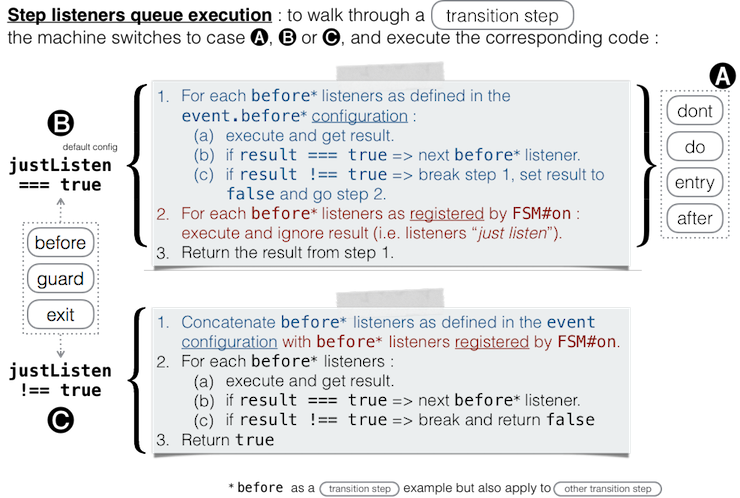 Step listeners queue execution : to walk through a transition step
the machine switches to case A, B or C, and execute the corresponding code :
A
dont
do
entry
after
B
default config
justListen
=== true
before
guard
exit
justListen
!== true
C
1. For each before* listeners as defined in the
event.before* configuration :
(a) execute and get result.
(b) if result === true => next before* listener.
(c) if result !== true => break step 1, set result to
false and go step 2.
2. For each before* listeners as registered by FSM#on :
execute and ignore result (i.e. listeners “just listen”).
3. Return the result from step 1.
1. Concatenate before* listeners as defined in the event
configuration with before* listeners registered by FSM#on.
2. For each before* listeners :
(a) execute and get result.
(b) if result === true => next before* listener.
(c) if result !== true => break and return false
3. Return true
* before as a transition step example but also apply to other transition step